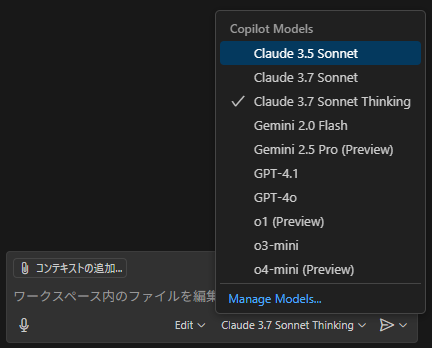 Copilot Models
Claude 3.5 Sonnet
Claude 3.7 Sonnet
Claude 3.7 Sonnet Thinking
Gemini 2.0 Flash
Gemini 2.5 Pro (Preview)
GPT-4.1
GPT-4o
o1 (Preview)
o3-mini
o4-mini (Preview)
Manage Models...
コンテキストの追加...
ワークスペース内のファイルを編集
Edit
Claude 3.7 Sonnet Thinking